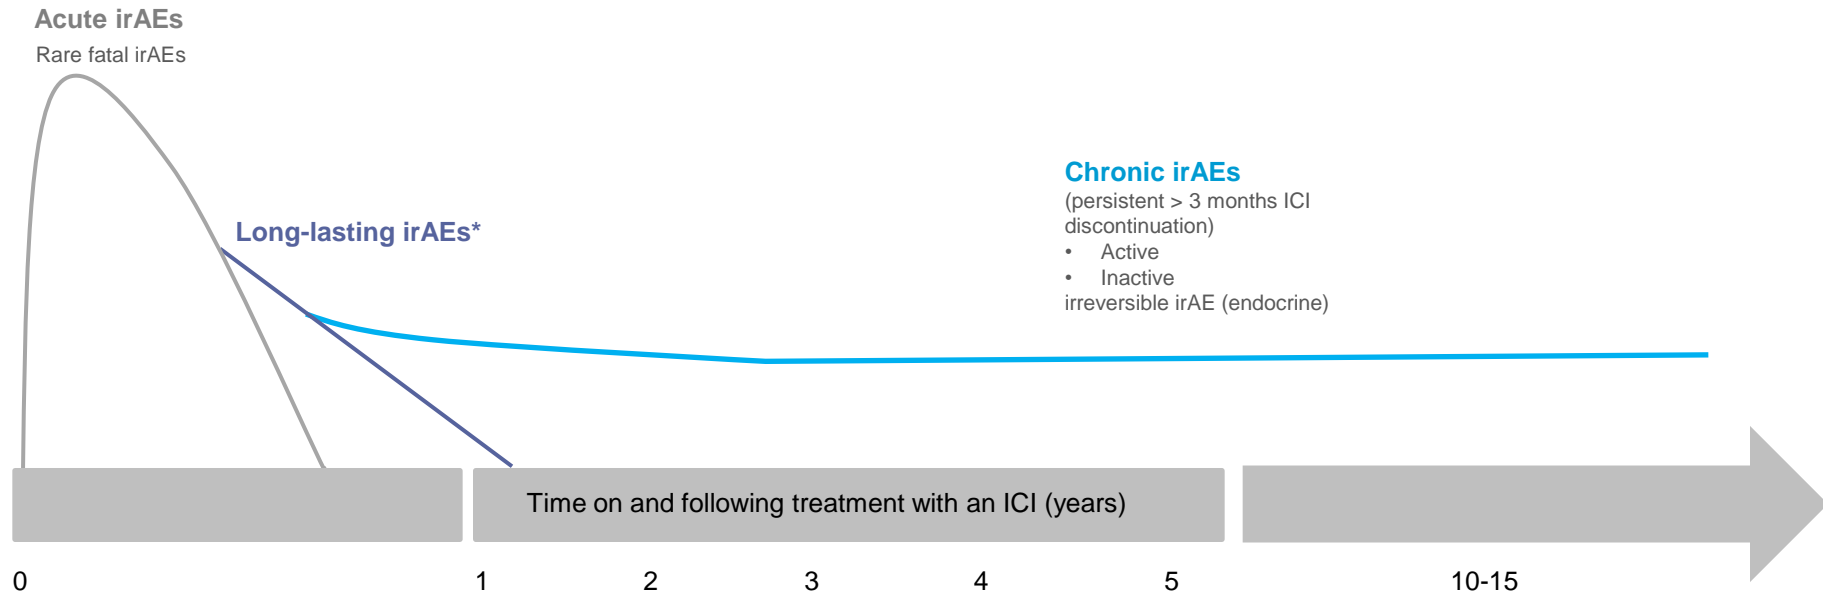 Acute irAEs
Rare fatal irAEs
Long-lasting irAEs*
Chronic irAEs
(persistent > 3 months ICI
discontinuation)
• Active
• Inactive
irreversible irAE (endocrine)
Time on and following treatment with an ICI (years)
0 1 2 3 4 5 10-15